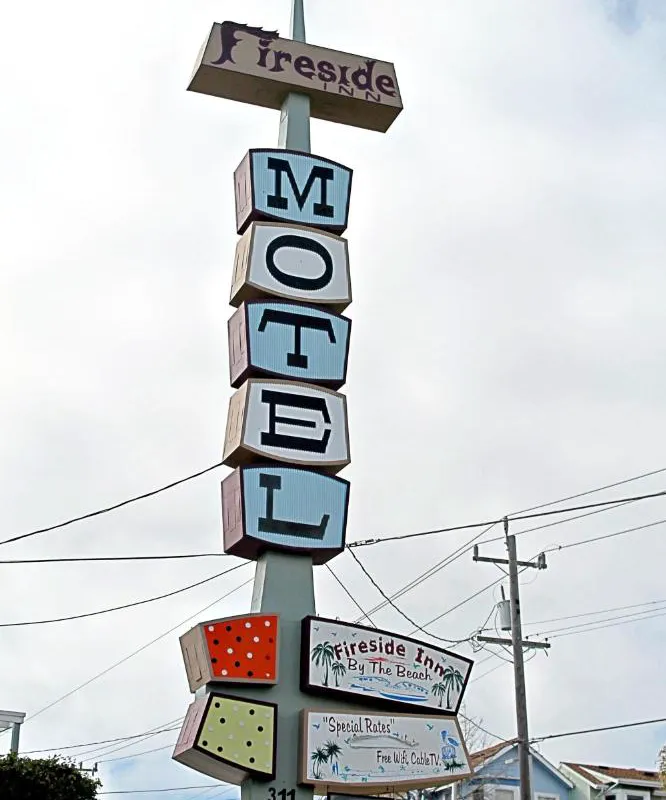 Fireside
INN
M
O
T
E
L
Fireside Inn
By The Beach
"Special Rates"
Free Wifi, Cable TV.
311